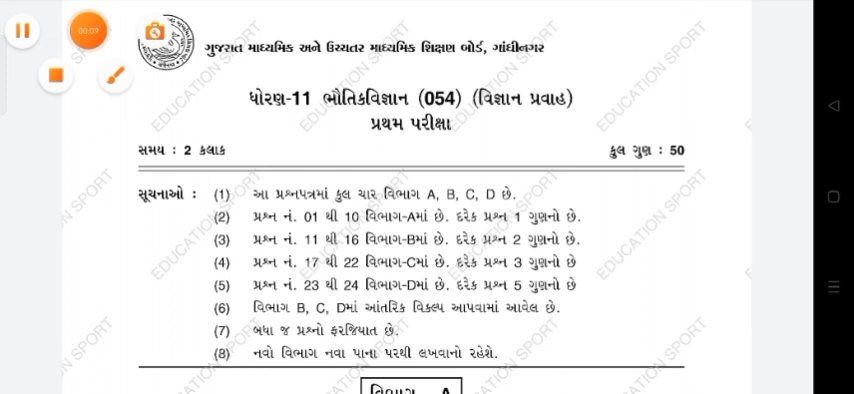 00:09
ગુજરાત માધ્યમિક અને ઉચ્ચતર માધ્યમિક શિક્ષણ બોર્ડ, ગાંધીનગર
ધોરણ-11 ભૌતિકવિજ્ઞાન (054) (વિજ્ઞાન પ્રવાહ)
પ્રથમ પરીક્ષા
સમય : 2 કલાક કુલ ગુણ : 50
સૂચનાઓ : (1) આ પ્રશ્નપત્રમાં કુલ ચાર વિભાગ A, B, C, D છે.
(2) પ્રશ્ન નં. 01 થી 10 વિભાગ-Aમાં છે. દરેક પ્રશ્ન 1 ગુણનો છે.
(3) પ્રશ્ન નં. 11 થી 16 વિભાગ-Bમાં છે. દરેક પ્રશ્ન 2 ગુણનો છે.
(4) પ્રશ્ન નં. 17 થી 22 વિભાગ-Cમાં છે. દરેક પ્રશ્ન 3 ગુણનો છે
(5) પ્રશ્ન નં. 23 થી 24 વિભાગ-Dમાં છે. દરેક પ્રશ્ન 5 ગુણનો છે
(6) વિભાગ B, C, Dમાં આંતરિક વિકલ્પ આપવામાં આવેલ છે.
(7) બધા જ પ્રશ્નો ફરજિયાત છે.
(8) નવો વિભાગ નવા પાના પરથી લખવાનો રહેશે.
વિભાગ - A
EDUCATION SPORT